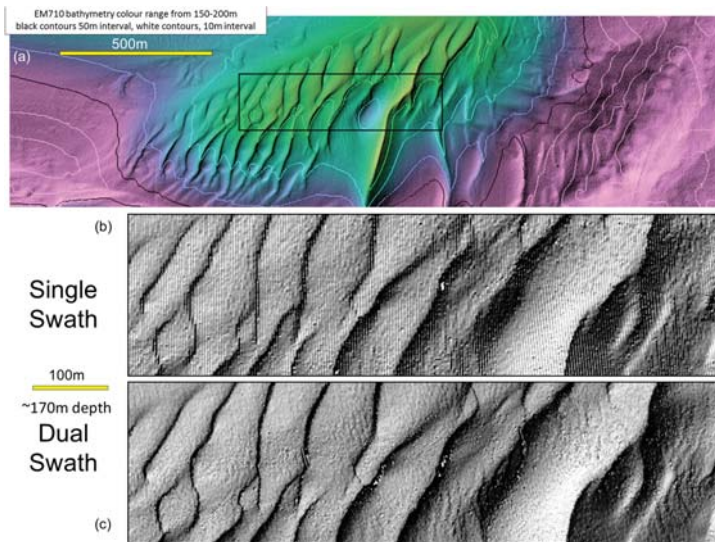 EM710 bathymetry colour range from 150-200m
black contours 50m interval, white contours, 10m interval
500m
(a)
(b)
Single
Swath
100m
~170m depth
Dual
Swath
(c)